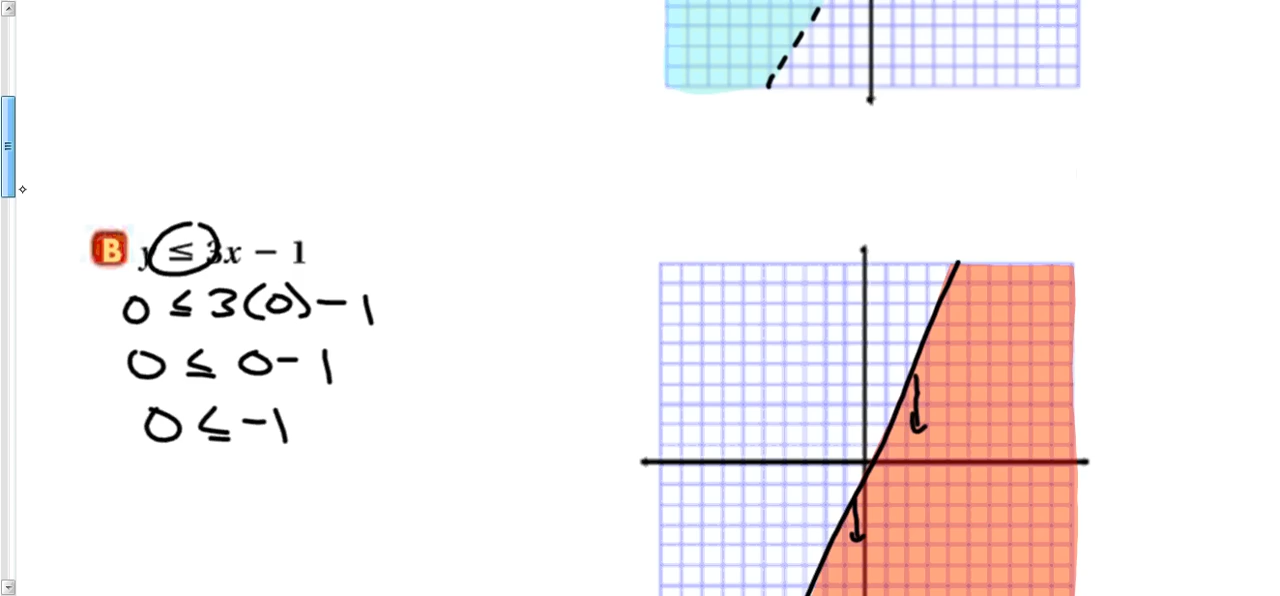 B y ≤ 3x − 1
0 ≤ 3(0) − 1
0 ≤ 0 − 1
0 ≤ −1